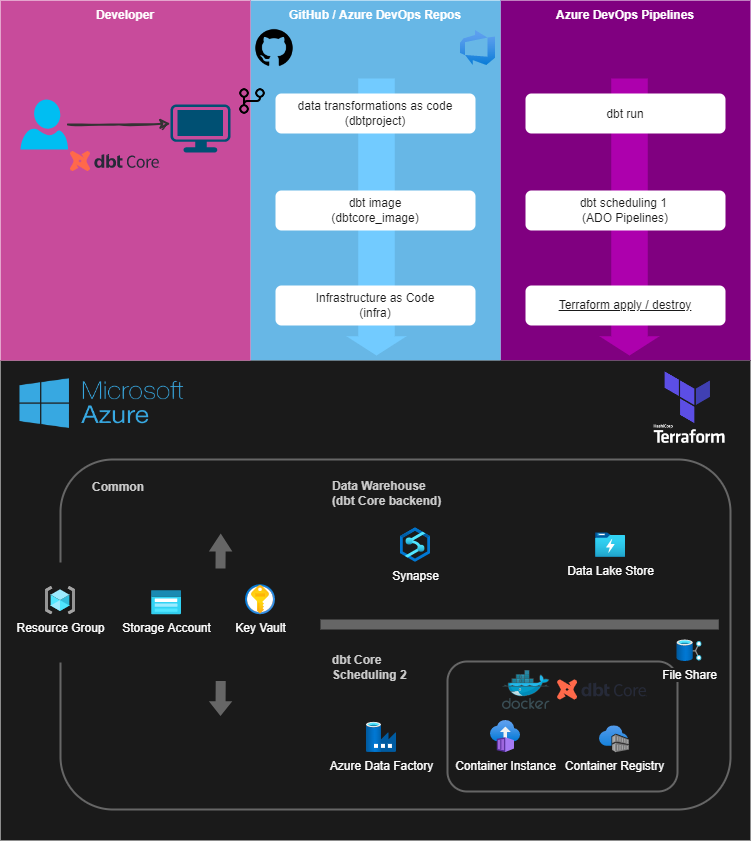 Developer
GitHub / Azure DevOps Repos
Azure DevOps Pipelines
dbt Core
data transformations as code
(dbtproject)
dbt image
(dbtcore_image)
Infrastructure as Code
(infra)
dbt run
dbt scheduling 1
(ADO Pipelines)
Terraform apply / destroy
Microsoft
Azure
HashiCorp
Terraform
Common
Data Warehouse
(dbt Core backend)
Synapse
Data Lake Store
Resource Group
Storage Account
Key Vault
dbt Core
Scheduling 2
File Share
docker
dbt Core
Azure Data Factory
Container Instance
Container Registry